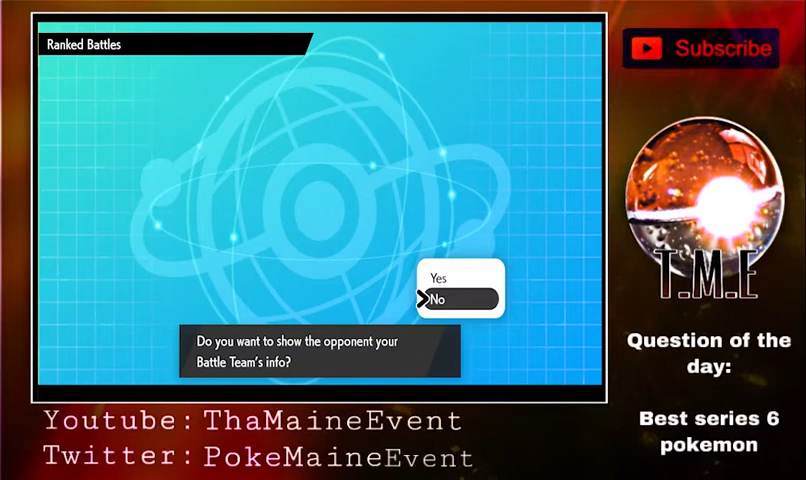 Ranked Battles
Subscribe
Yes
No
Do you want to show the opponent your
Battle Team's info?
T.M.E
Question of the
day:
Best series 6
pokemon
Youtube: ThaMaineEvent
Twitter: PokeMaineEvent